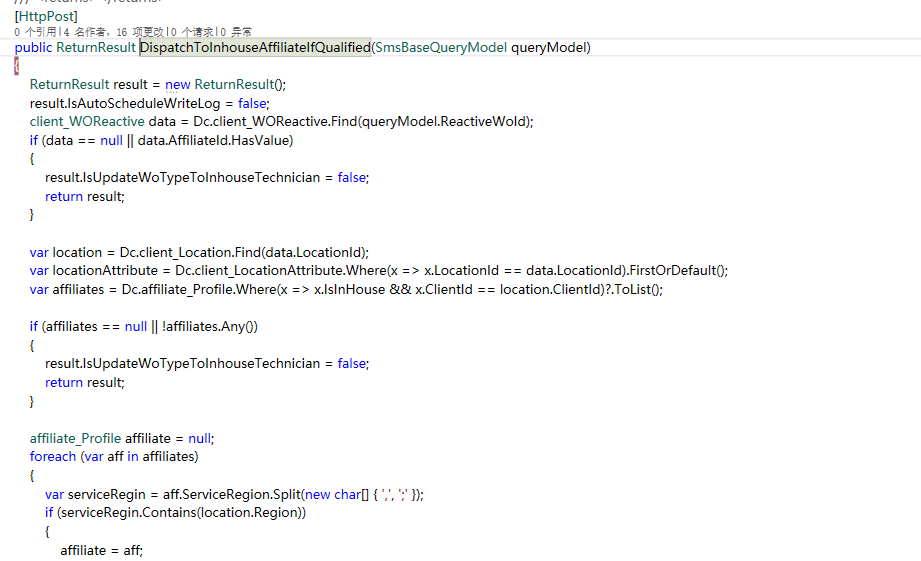 /// <returns></returns>
[HttpPost]
0 个引用|4 名作者，16 项更改|0 个请求|0 异常
public ReturnResult DispatchToInhouseAffiliateIfQualified(SmsBaseQueryModel queryModel)
{
ReturnResult result = new ReturnResult();
result.IsAutoScheduleWriteLog = false;
client_WOReactive data = Dc.client_WOReactive.Find(queryModel.ReactiveWoId);
if (data == null || data.AffiliateId.HasValue)
{
result.IsUpdateWoTypeToInhouseTechnician = false;
return result;
}
var location = Dc.client_Location.Find(data.LocationId);
var locationAttribute = Dc.client_LocationAttribute.Where(x => x.LocationId == data.LocationId).FirstOrDefault();
var affiliates = Dc.affiliate_Profile.Where(x => x.IsInHouse && x.ClientId == location.ClientId)?.ToList();
if (affiliates == null || !affiliates.Any())
{
result.IsUpdateWoTypeToInhouseTechnician = false;
return result;
}
affiliate_Profile affiliate = null;
foreach (var aff in affiliates)
{
var serviceRegin = aff.ServiceRegion.Split(new char[] { ',', ';' });
if (serviceRegin.Contains(location.Region))
{
affiliate = aff;